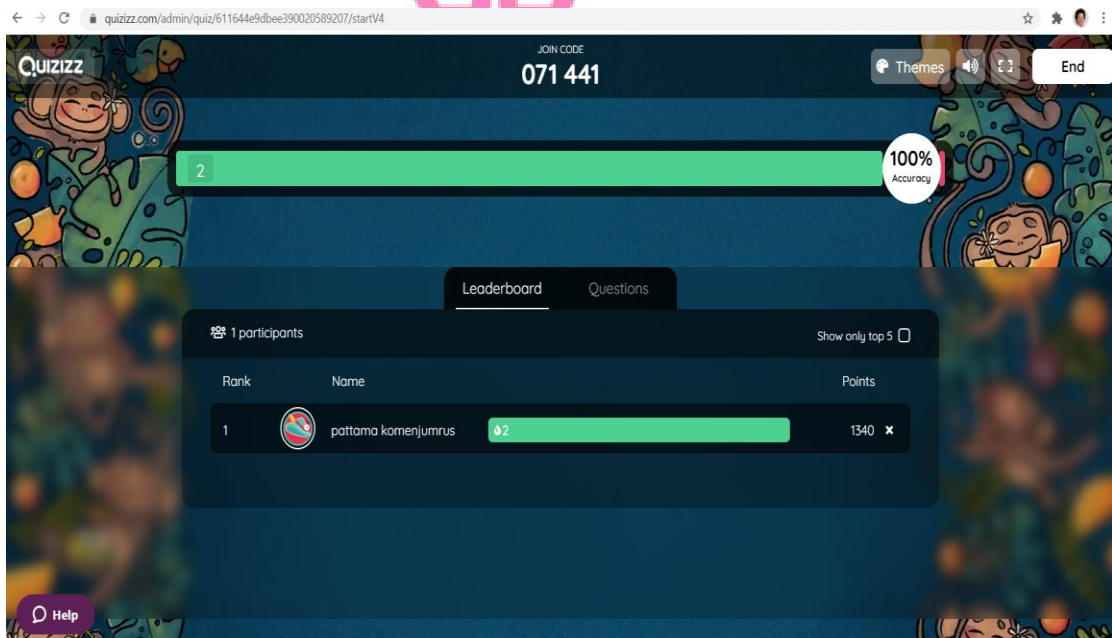 quizizz.com/admin/quiz/611644e9dbee390020589207/startV4
JOIN CODE
Quizizz
071 441
Themes
End
2
100%
Accuracy
Leaderboard Questions
1 participants Show only top 5
Rank Name Points
1 pattama komenjumrus 2 1340
Help